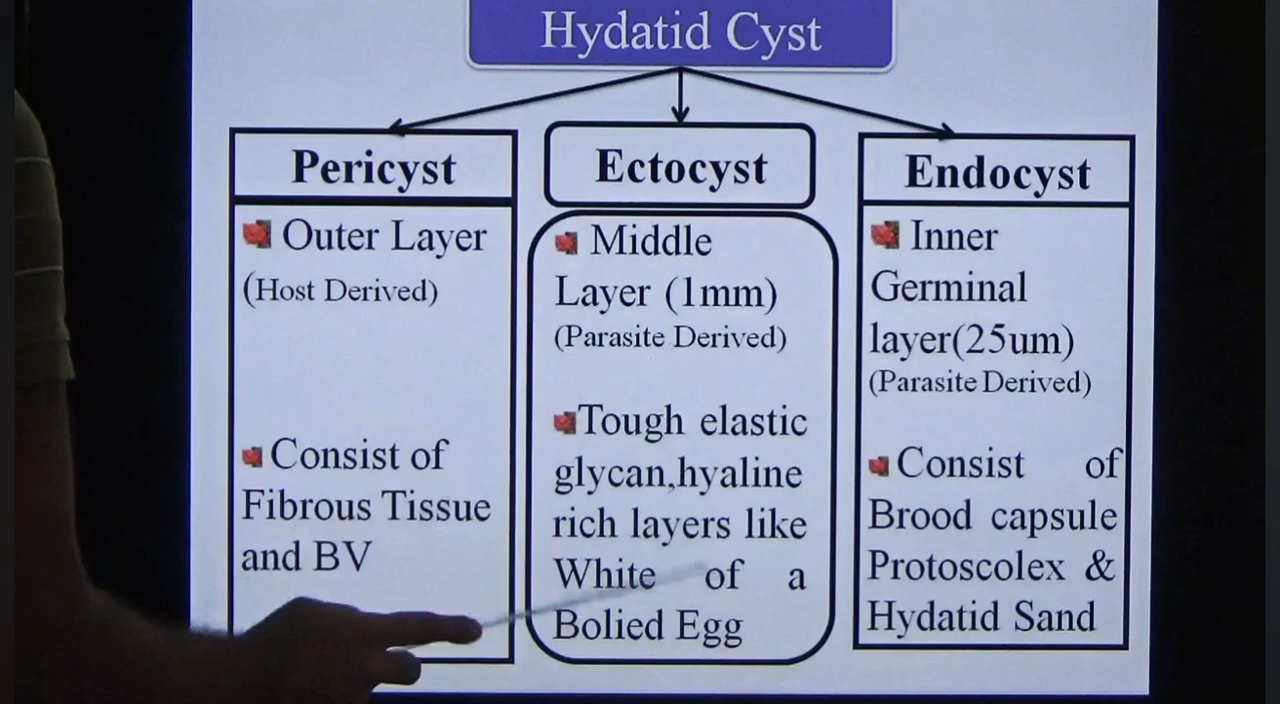 Hydatid Cyst
Pericyst
Outer Layer
(Host Derived)
Consist of
Fibrous Tissue
and BV
Ectocyst
Middle
Layer (1mm)
(Parasite Derived)
Tough elastic
glycan,hyaline
rich layers like
White of a
Bolied Egg
Endocyst
Inner
Germinal
layer(25um)
(Parasite Derived)
Consist of
Brood capsule
Protoscolex &
Hydatid Sand